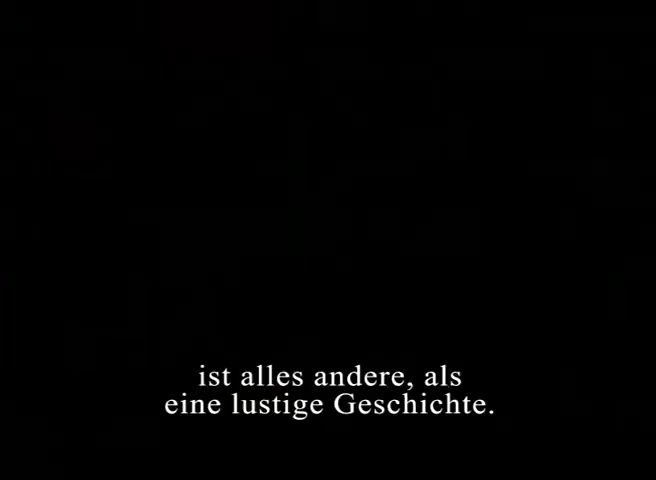 ist alles andere, als
eine lustige Geschichte.